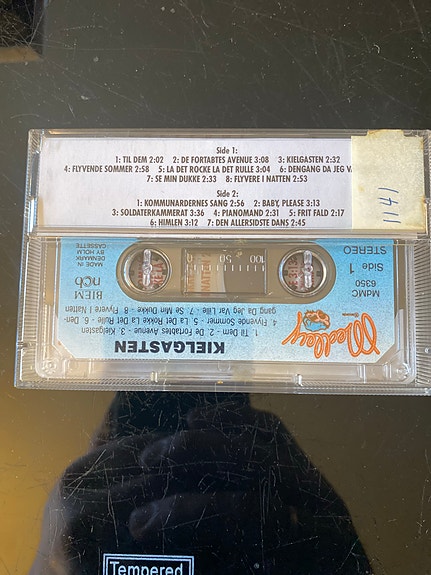 Side 1:
1: TIL DEM 2:02 2: DE FORTABTES AVENUE 3:08 3: KIELGASTEN 2:32
4: FLYVENDE SOMMER 2:58 5: LA DET ROCKE LA DET RULLE 3:04 6: DENGANG DA JEG
7: SE MIN DUKKE 2:33 8: FLYVERE I NATTEN 2:53
Side 2:
1: KOMMUNARDERNES SANG 2:56 2: BABY, PLEASE 3:13
3: SOLDATERKAMMERAT 3:36 4: PIANOMAND 2:31 5: FRIT FALD 2:17
6: HIMLEN 3:12 7: DEN ALLERSIDSTE DANS 2:45
1141
Medley
KIELGASTEN
1. Til Dem - 2. De Fortabtes Avenue - 3. Kielgasten
4. Flyvende Sommer - 5. La Det Rokke La Det Rulle - 6. Den-
gang Da Jeg Var Lille - 7. Se Min Dukke - 8. Flyvere I Natten
MdMC
6350
Side 1
STEREO
100 50 0
BIEM
nCb
MADE IN
DENMARK
BY HOLM
CASSETTE
Tempered